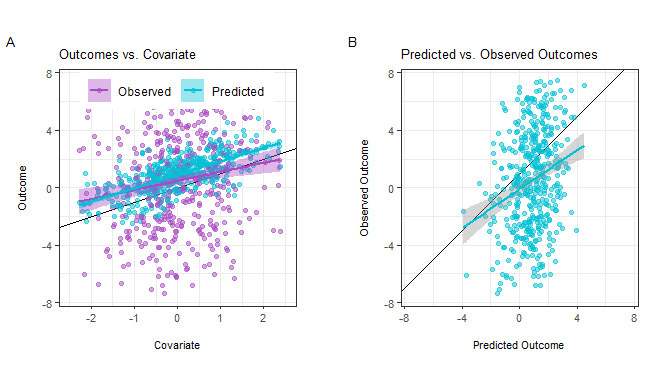 A
Outcomes vs. Covariate
Observed
Predicted
8
4
0
-4
-8
Outcome
-2
-1
0
1
2
Covariate
B
Predicted vs. Observed Outcomes
8
4
0
-4
-8
Observed Outcome
-8
-4
0
4
8
Predicted Outcome